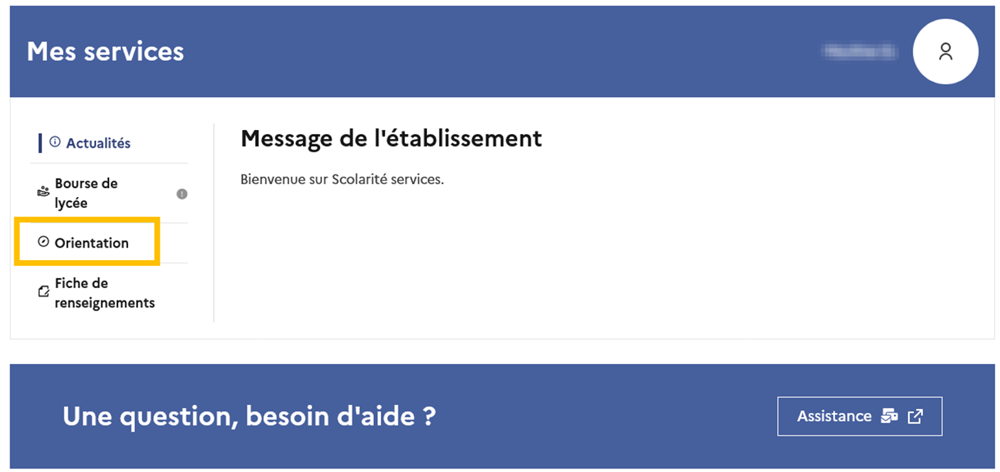 Mes services
Actualités
Bourse de
lycée
Orientation
Fiche de
renseignements
Message de l'établissement
Bienvenue sur Scolarité services.
Une question, besoin d'aide ?
Assistance